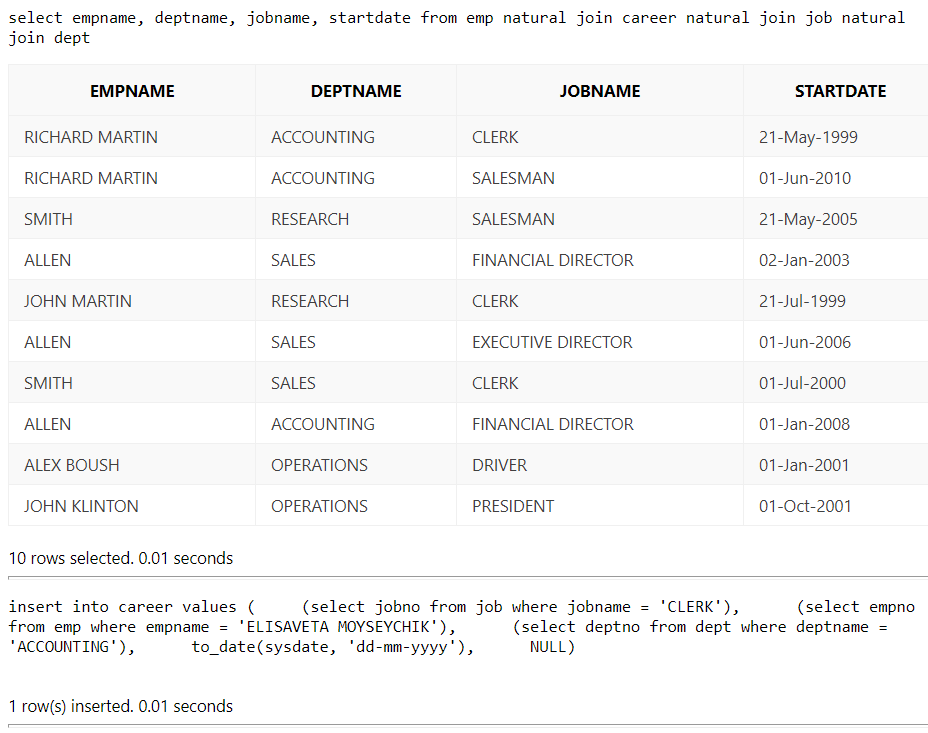 select empname, deptname, jobname, startdate from emp natural join career natural join job natural
join dept
EMPNAME DEPTNAME JOBNAME STARTDATE
RICHARD MARTIN ACCOUNTING CLERK 21-May-1999
RICHARD MARTIN ACCOUNTING SALESMAN 01-Jun-2010
SMITH RESEARCH SALESMAN 21-May-2005
ALLEN SALES FINANCIAL DIRECTOR 02-Jan-2003
JOHN MARTIN RESEARCH CLERK 21-Jul-1999
ALLEN SALES EXECUTIVE DIRECTOR 01-Jun-2006
SMITH SALES CLERK 01-Jul-2000
ALLEN ACCOUNTING FINANCIAL DIRECTOR 01-Jan-2008
ALEX BOUSH OPERATIONS DRIVER 01-Jan-2001
JOHN KLINTON OPERATIONS PRESIDENT 01-Oct-2001
10 rows selected. 0.01 seconds
insert into career values (     (select jobno from job where jobname = 'CLERK'),      (select empno
from emp where empname = 'ELISAVETA MOYSEYCHIK'),      (select deptno from dept where deptname =
'ACCOUNTING'),      to_date(sysdate, 'dd-mm-yyyy'),      NULL)
1 row(s) inserted. 0.01 seconds